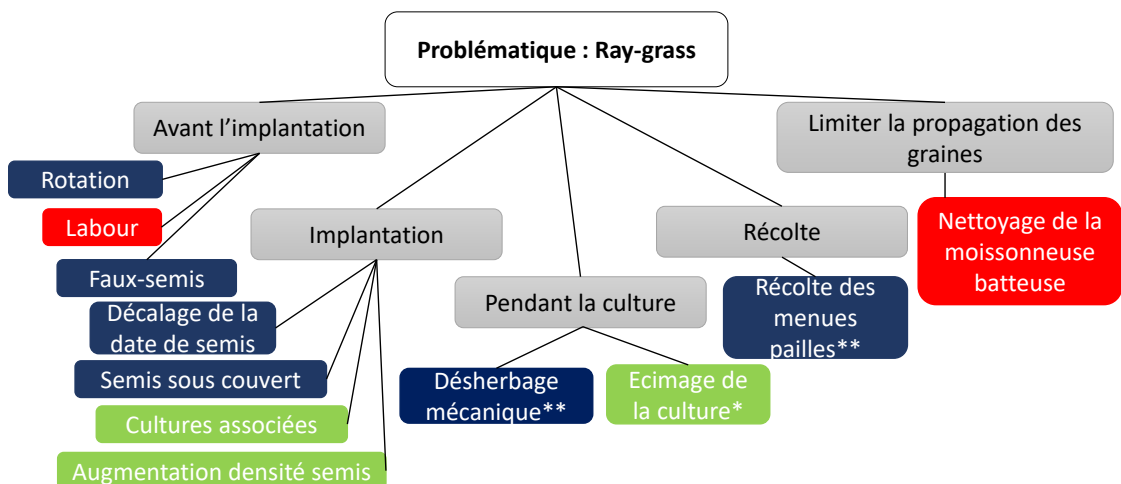 Problématique : Ray-grass
Avant l'implantation
Rotation
Labour
Faux-semis
Implantation
Décalage de la
date de semis
Semis sous couvert
Cultures associées
Augmentation densité semis
Pendant la culture
Désherbage
mécanique**
Ecimage de
la culture*
Récolte
Récolte des
menues
pailles**
Limiter la propagation des
graines
Nettoyage de la
moissonneuse
batteuse